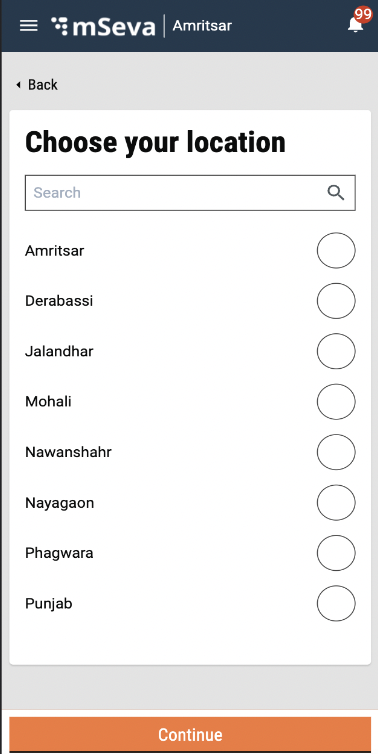 mSeva | Amritsar
99
Back
Choose your location
Search
Amritsar
Derabassi
Jalandhar
Mohali
Nawanshahr
Nayagaon
Phagwara
Punjab
Continue